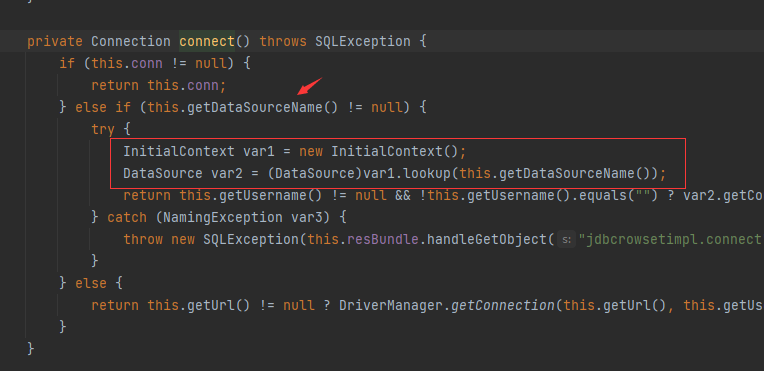 }
private Connection connect() throws SQLException {
if (this.conn != null) {
return this.conn;
} else if (this.getDataSourceName() != null) {
try {
InitialContext var1 = new InitialContext();
DataSource var2 = (DataSource)var1.lookup(this.getDataSourceName());
return this.getUsername() != null && !this.getUsername().equals("") ? var2.getCo
} catch (NamingException var3) {
throw new SQLException(this.resBundle.handleGetObject( s: "jdbcrowsetimpl.connect
}
} else {
return this.getUrl() != null ? DriverManager.getConnection(this.getUrl(), this.getUs
}
}